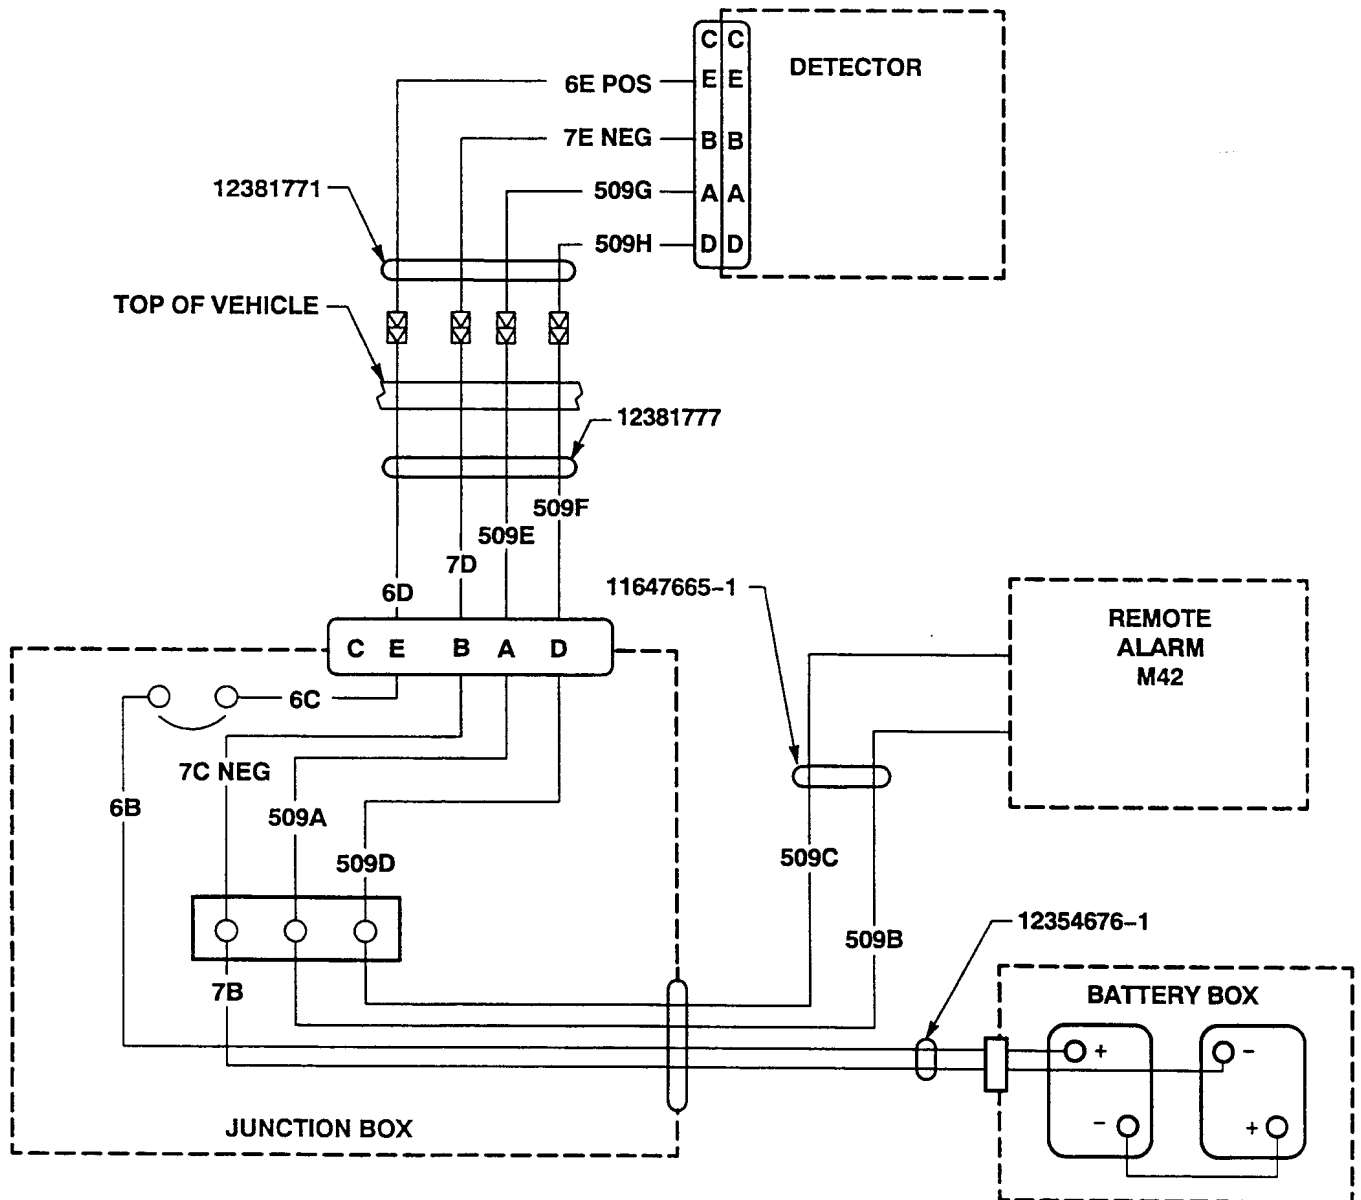 C C
DETECTOR
6E POS E E
7E NEG B B
12381771
509G A A
509H D D
TOP OF VEHICLE
12381777
509F
509E
7D
6D
11647665-1
REMOTE
ALARM
M42
C E B A D
6C
7C NEG
6B
509A
509D
509C
12354676-1
509B
7B
BATTERY BOX
+ -
- +
JUNCTION BOX